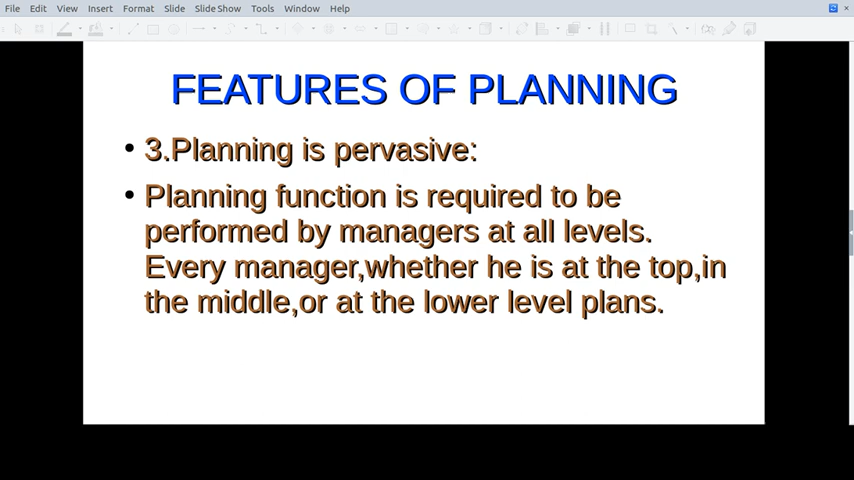 File Edit View Insert Format Slide Slide Show Tools Window Help
FEATURES OF PLANNING
• 3.Planning is pervasive:
• Planning function is required to be
performed by managers at all levels.
Every manager,whether he is at the top,in
the middle,or at the lower level plans.